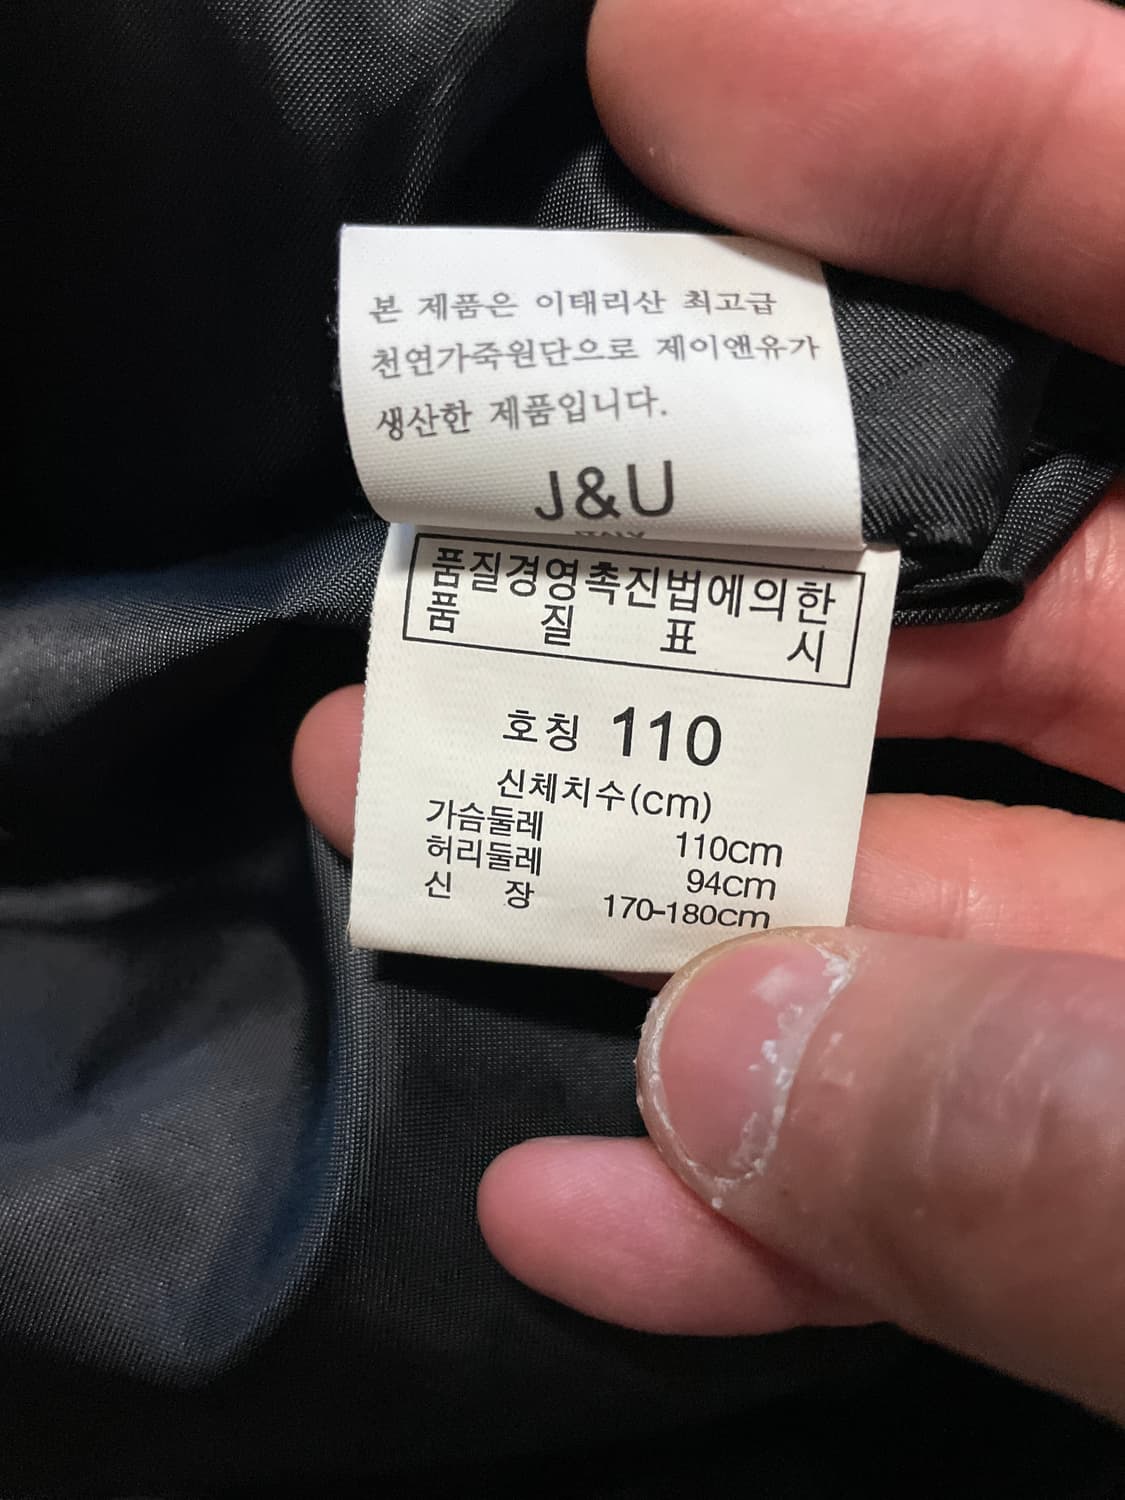 본 제품은 이태리산 최고급
천연가죽원단으로 제이앤유가
생산한 제품입니다.
J&U
품질경영촉진법에의한
품 질 표 시
호칭 110
신체치수(cm)
가슴둘레 110cm
허리둘레 94cm
신 장 170-180cm